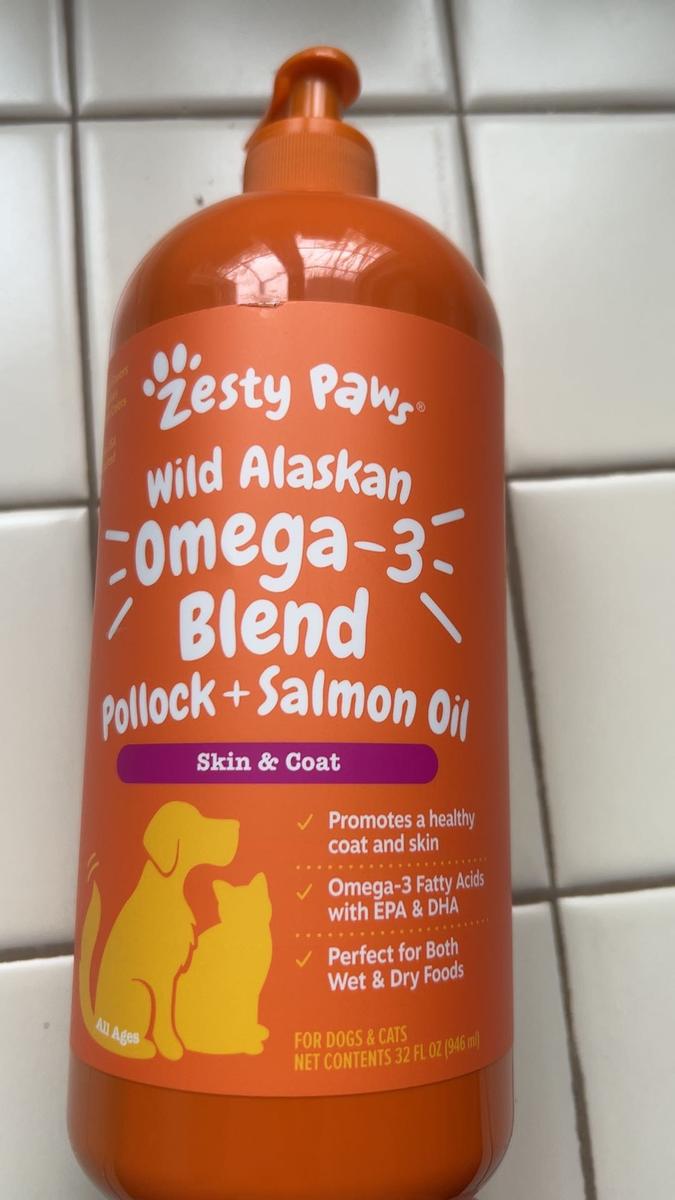 Zesty Paws®
Wild Alaskan
Omega-3
Blend
Pollock + Salmon Oil
Skin & Coat
✓ Promotes a healthy
coat and skin
✓ Omega-3 Fatty Acids
with EPA & DHA
✓ Perfect for Both
Wet & Dry Foods
All Ages
FOR DOGS & CATS
NET CONTENTS 32 FL OZ (946 ml)